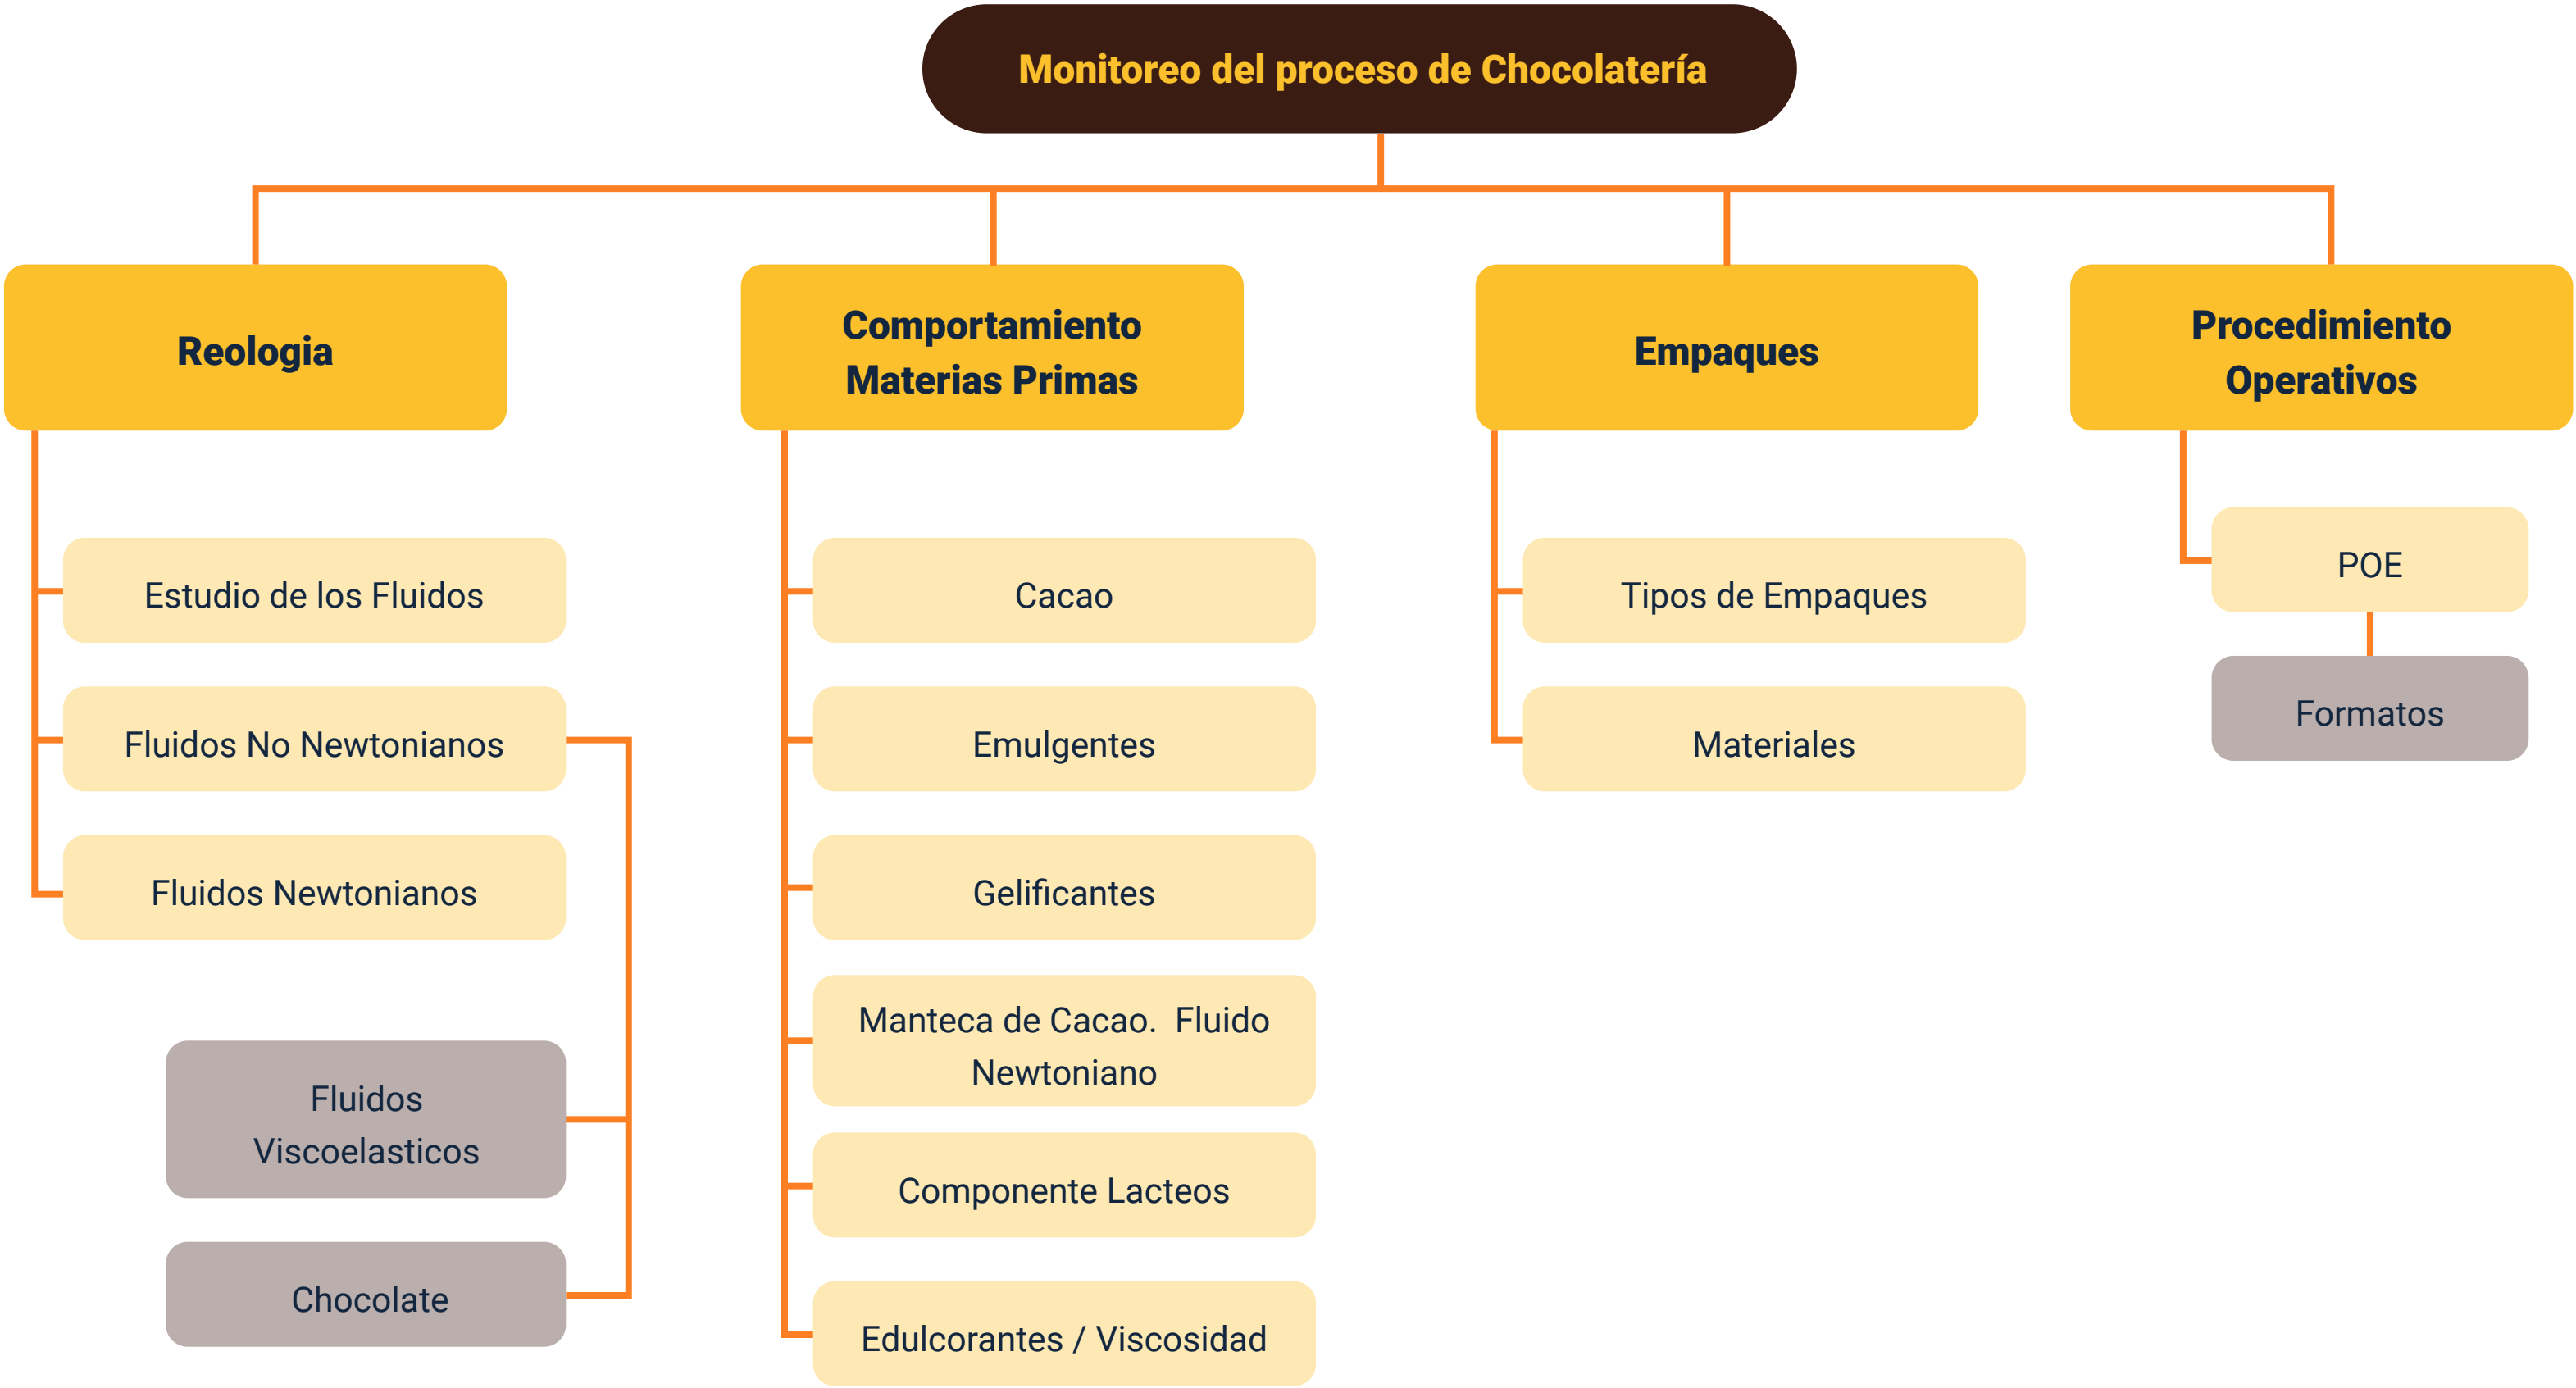 Monitoreo del proceso de Chocolatería
Reologia
Estudio de los Fluidos
Fluidos No Newtonianos
Fluidos Newtonianos
Fluidos
Viscoelasticos
Chocolate
Comportamiento
Materias Primas
Cacao
Emulgentes
Gelificantes
Manteca de Cacao.  Fluido
Newtoniano
Componente Lacteos
Edulcorantes / Viscosidad
Empaques
Tipos de Empaques
Materiales
Procedimiento
Operativos
POE
Formatos